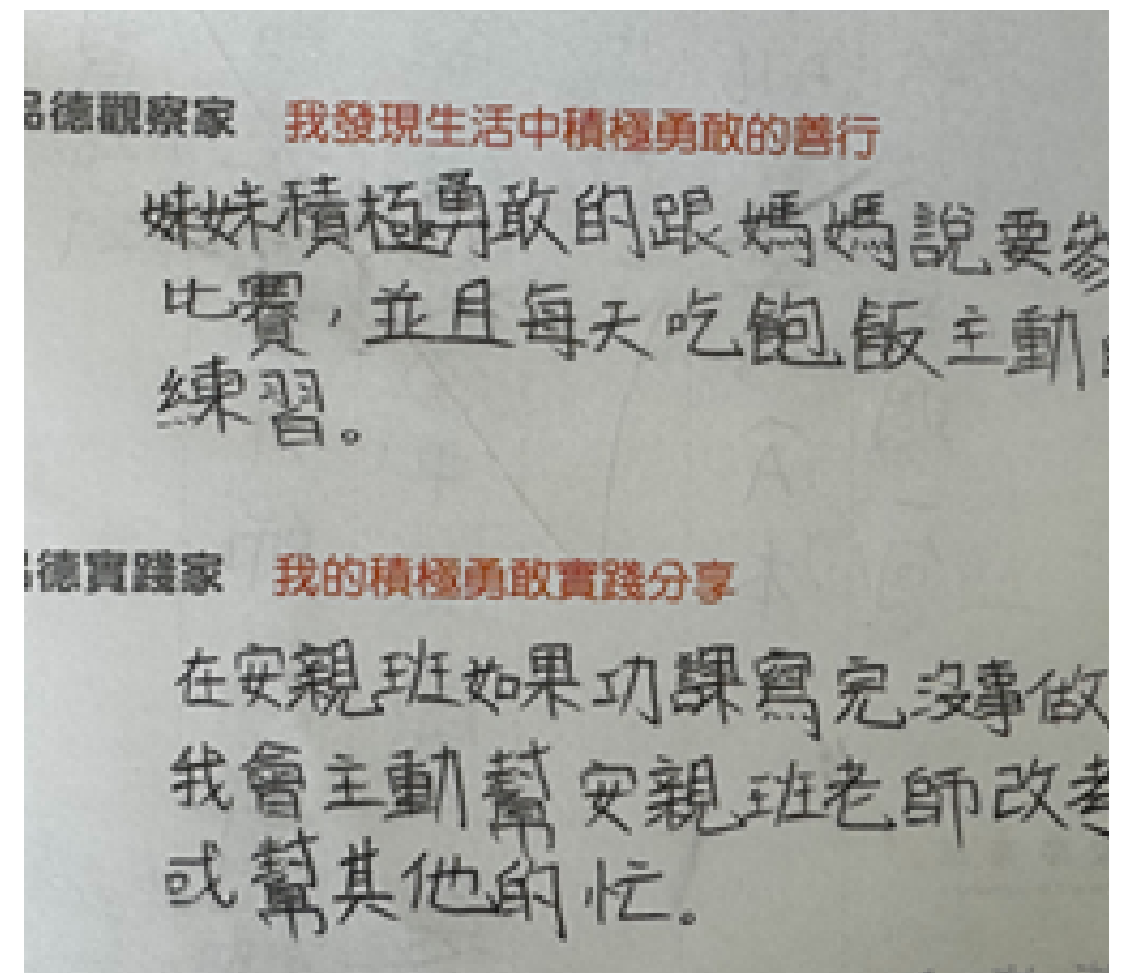 德觀察家 我發現生活中積極勇敢的善行
妹妹積極勇敢的跟媽媽說要參
比賽，並且每天吃飽飯主動
練習。
德實踐家 我的積極勇敢實踐分享
在安親班如果功課寫完沒事做
我會主動幫安親班老師改考
或幫其他的忙。